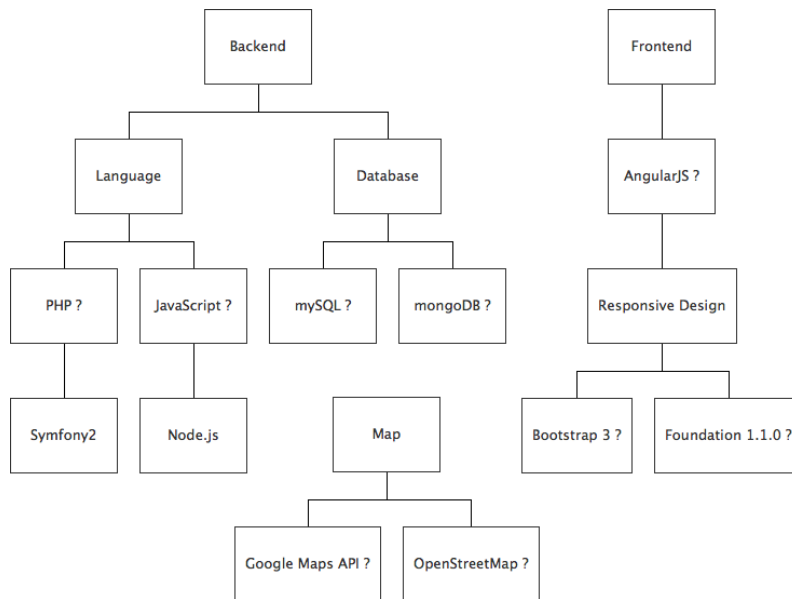 Backend
Frontend
Language
Database
AngularJS ?
PHP ?
JavaScript ?
mySQL ?
mongoDB ?
Responsive Design
Symfony2
Node.js
Map
Bootstrap 3 ?
Foundation 1.1.0 ?
Google Maps API ?
OpenStreetMap ?